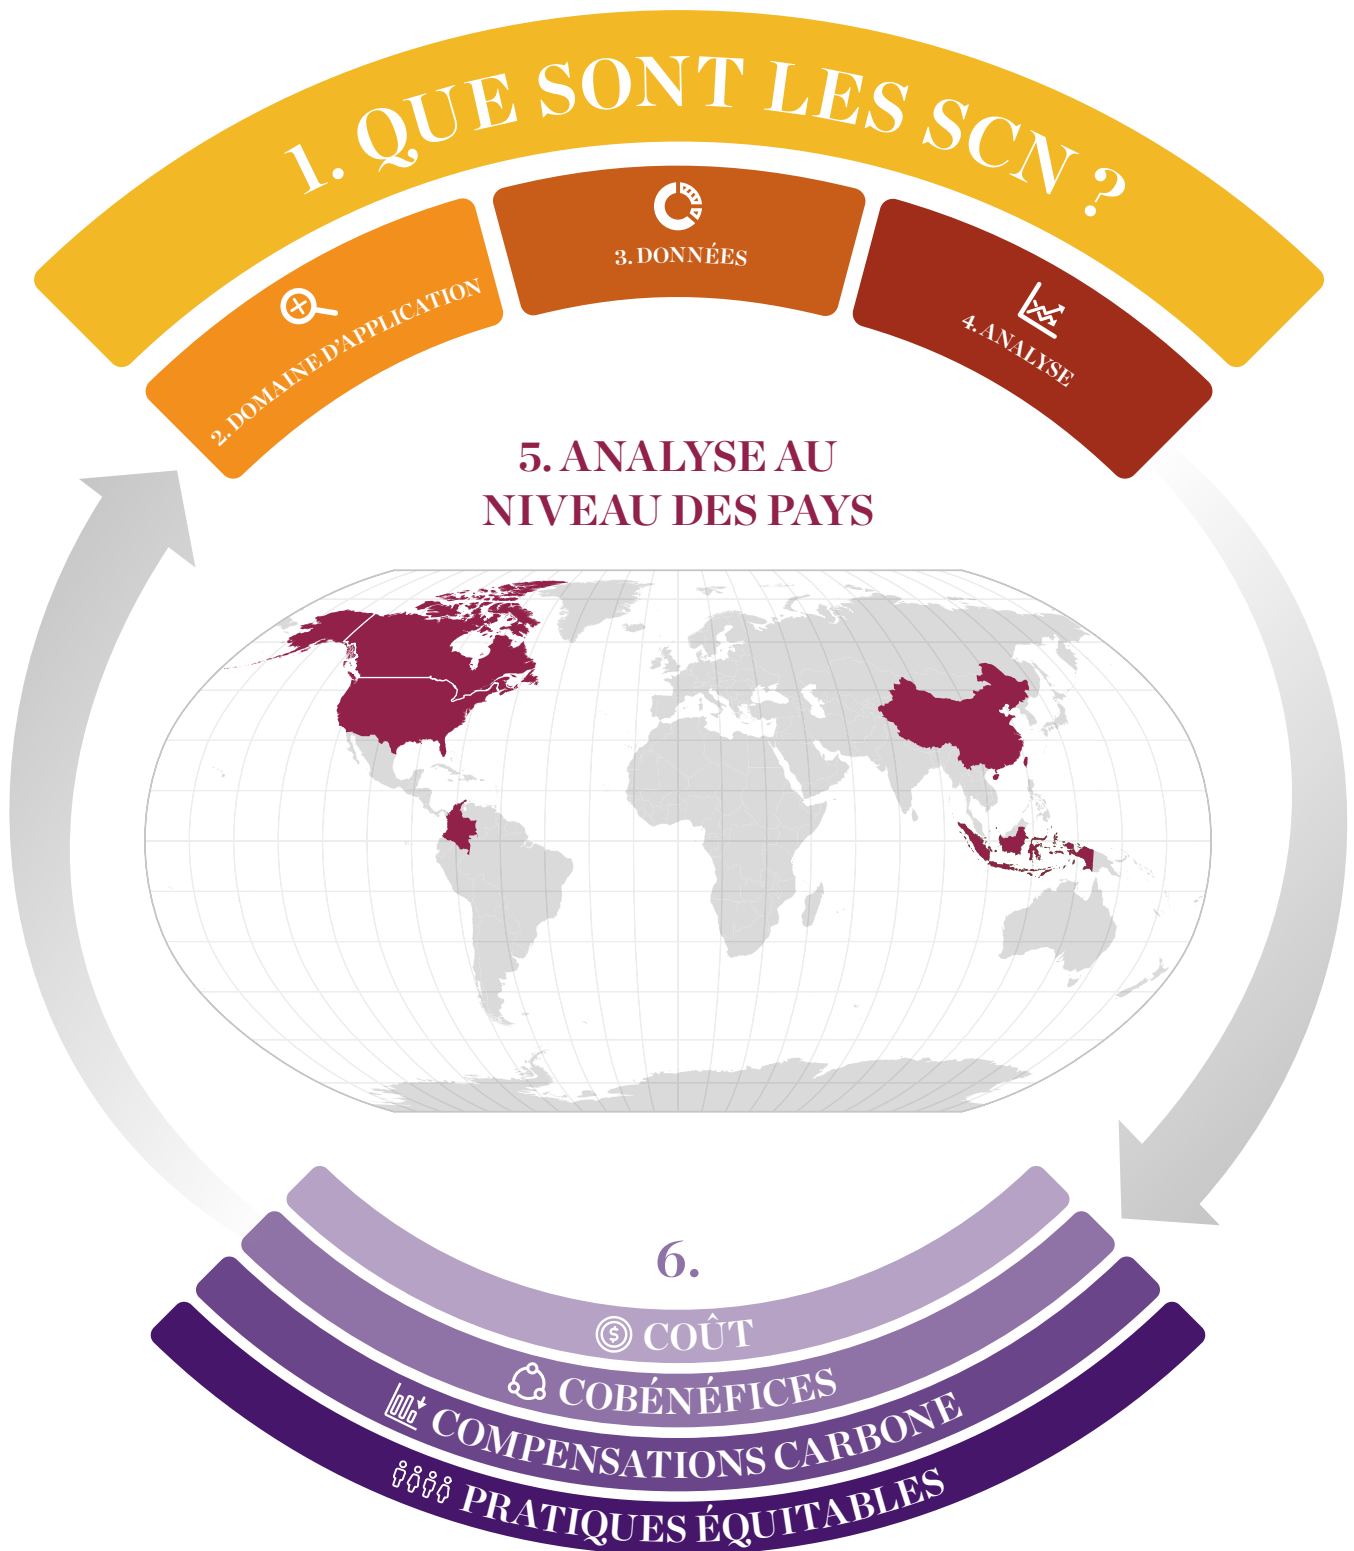 1. QUE SONT LES SCN ?
2. DOMAINE D'APPLICATION
3. DONNÉES
4. ANALYSE
5. ANALYSE AU
NIVEAU DES PAYS
6.
$ COÛT
COBÉNÉFICES
COMPENSATIONS CARBONE
PRATIQUES ÉQUITABLES